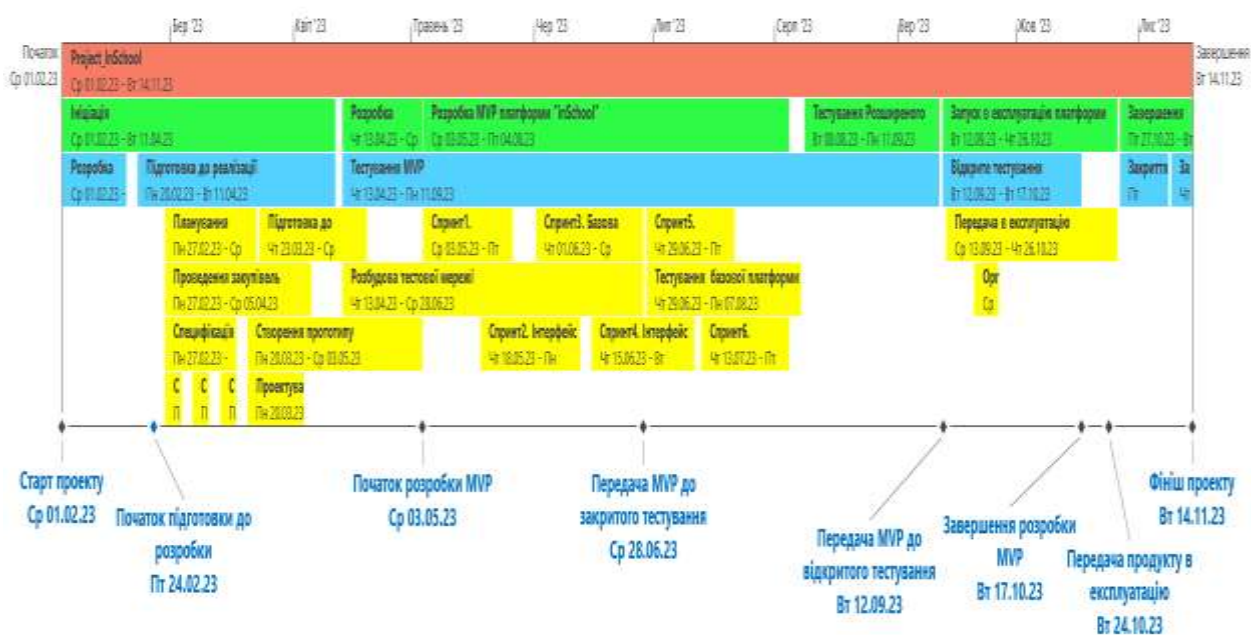 Бер '23 Квіт '23 Травень '23 Чер '23 Лип '23 Серп '23 Вер '23 Жов '23 Лис '23
Початок
Ср 01.02.23
Завершення
Вт 14.11.23
Project_InSchool
Ср 01.02.23 - Вт 14.11.23
Ініціація
Ср 01.02.23 - Вт 11.04.23
Розробка
Чт 13.04.23 - Ср
Розробка MVP платформи "InSchool"
Ср 03.05.23 - Пт 04.08.23
Тестування Розширеного
Вт 08.08.23 - Пн 11.09.23
Запуск в експлуатацію платформи
Вт 12.09.23 - Чт 26.10.23
Завершення
Пт 27.10.23 - Вт
Розробка
Ср 01.02.23 -
Підготовка до реалізації
Пн 20.02.23 - Вт 11.04.23
Тестування MVP
Чт 13.04.23 - Пн 11.09.23
Відкрите тестування
Вт 12.09.23 - Вт 17.10.23
Закриття
Пт
За
Чт
Планування
Пн 27.02.23 - Ср
Підготовка до
Чт 23.03.23 - Ср
Спринт1.
Ср 03.05.23 - Пт
Спринт3. Базова
Чт 01.06.23 - Ср
Спринт5.
Чт 29.06.23 - Пт
Передача в експлуатацію
Ср 13.09.23 - Чт 26.10.23
Проведення закупівель
Пн 27.02.23 - Ср 05.04.23
Розбудова тестової мережі
Чт 13.04.23 - Ср 28.06.23
Тестування базової платформи
Чт 29.06.23 - Пн 07.08.23
Орг
Ср
Специфікація
Пн 27.02.23 -
Створення прототипу
Пн 20.03.23 - Ср 03.05.23
Спринт2. Інтерфейс
Чт 18.05.23 - Пн
Спринт4. Інтерфейс
Чт 15.06.23 - Вт
Спринт6.
Чт 13.07.23 - Пт
С
П
С
П
С
П
Проектува
Пн 20.03.23
Старт проекту
Ср 01.02.23
Початок підготовки до
розробки
Пт 24.02.23
Початок розробки MVP
Ср 03.05.23
Передача MVP до
закритого тестування
Ср 28.06.23
Передача MVP до
відкритого тестування
Вт 12.09.23
Завершення розробки
MVP
Вт 17.10.23
Передача продукту в
експлуатацію
Вт 24.10.23
Фініш проекту
Вт 14.11.23